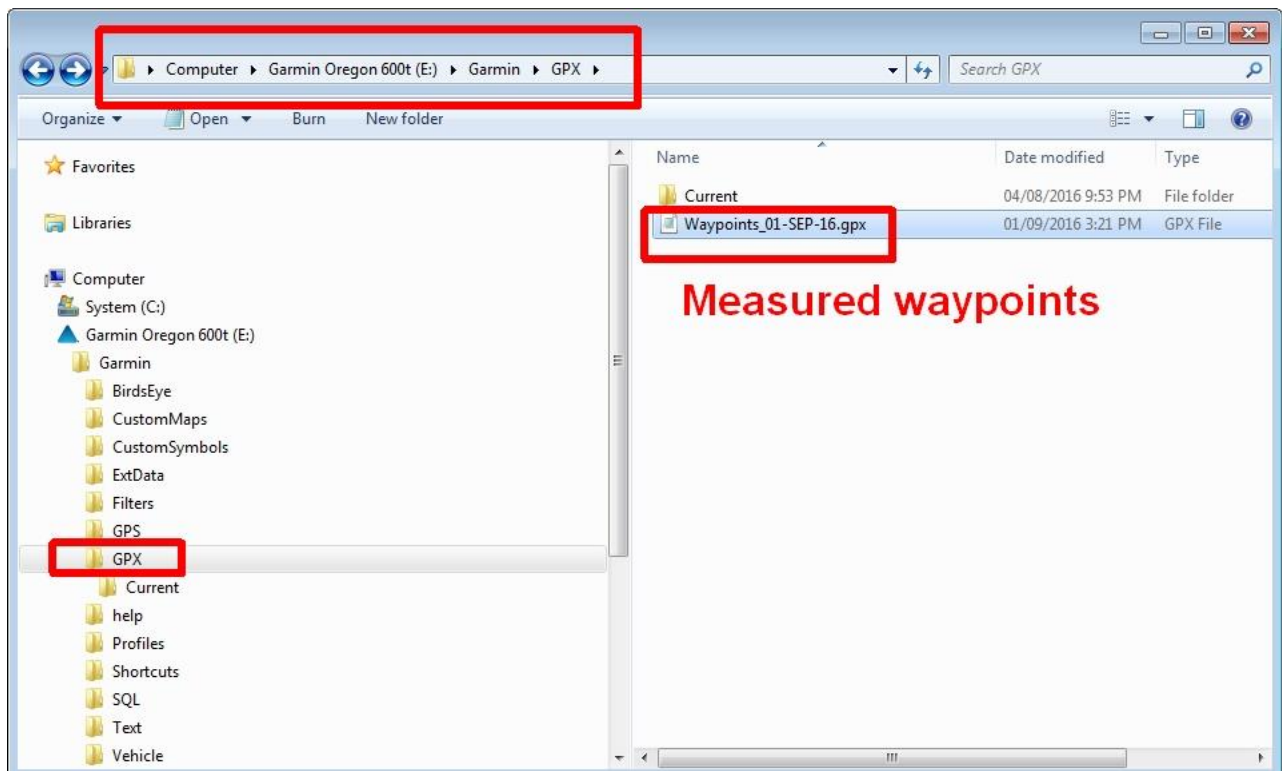 Computer ▸ Garmin Oregon 600t (E:) ▸ Garmin ▸ GPX ▸
Search GPX
Organize Open Burn New folder
Favorites
Libraries
Computer
System (C:)
Garmin Oregon 600t (E:)
Garmin
BirdsEye
CustomMaps
CustomSymbols
ExtData
Filters
GPS
GPX
Current
help
Profiles
Shortcuts
SQL
Text
Vehicle
Name Date modified Type
Current 04/08/2016 9:53 PM File folder
Waypoints_01-SEP-16.gpx 01/09/2016 3:21 PM GPX File
Measured waypoints